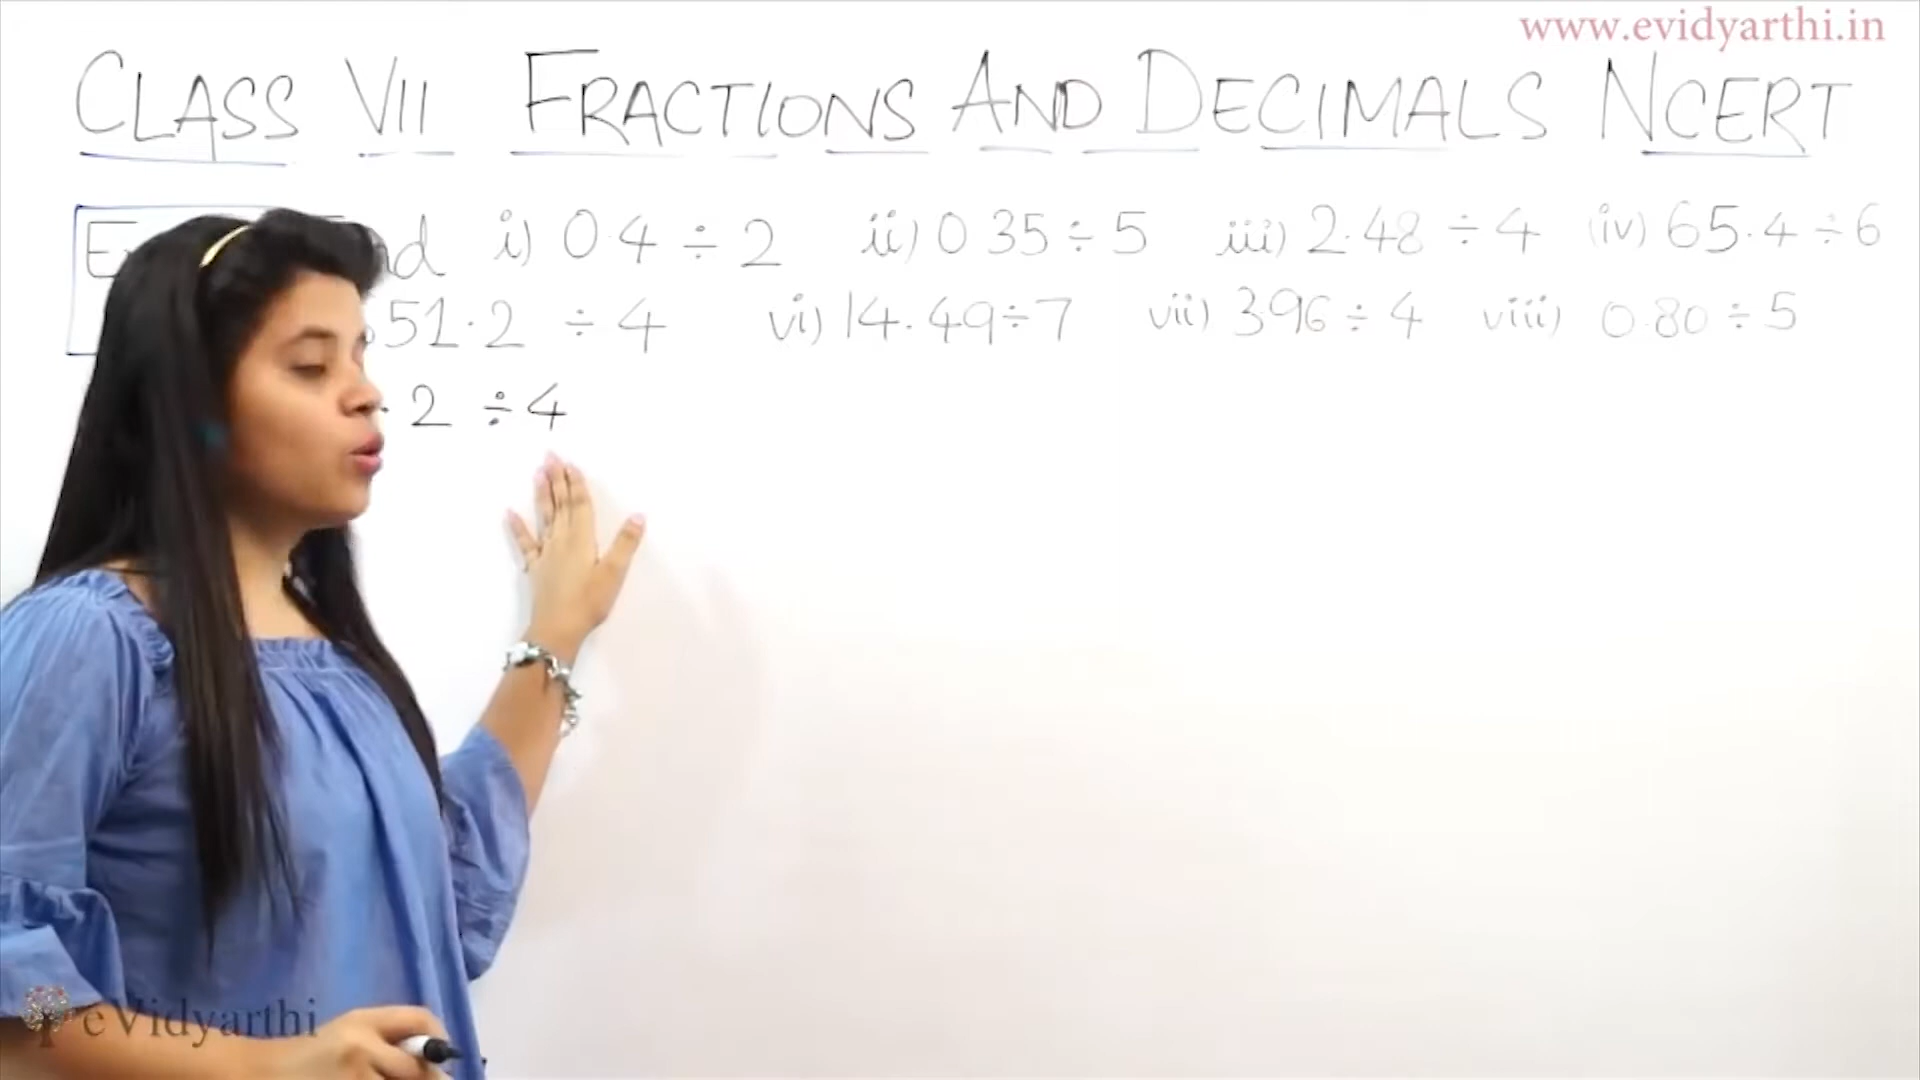 www.evidyarthi.in
CLASS VII FRACTIONS AND DECIMALS NCERT
i) 0.4 ÷ 2 ii) 0 35 ÷ 5 iii) 2.48 ÷ 4 (iv) 65.4 ÷ 6
51.2 ÷ 4 vi) 14.49 ÷ 7 vii) 396 ÷ 4 viii) 0.80 ÷ 5
. 2 ÷ 4
eVidyarthi